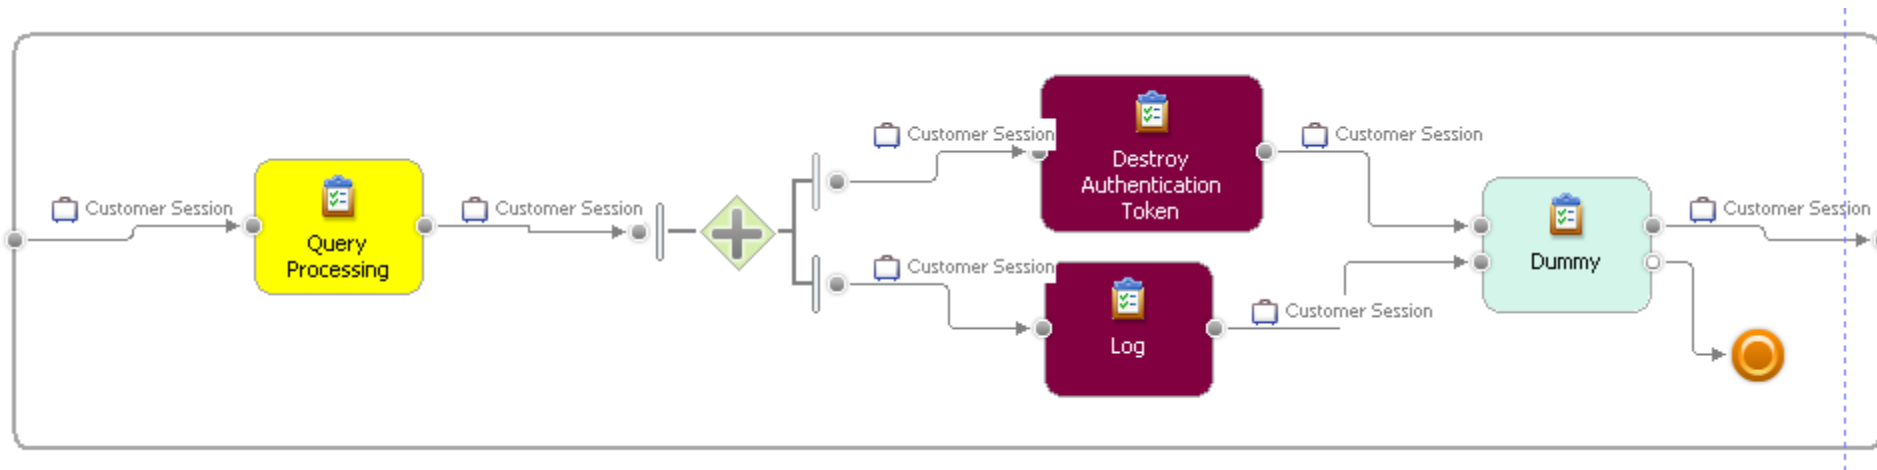 Customer Session
Query
Processing
Customer Session
Customer Session
Destroy
Authentication
Token
Customer Session
Customer Session
Log
Customer Session
Dummy
Customer Session